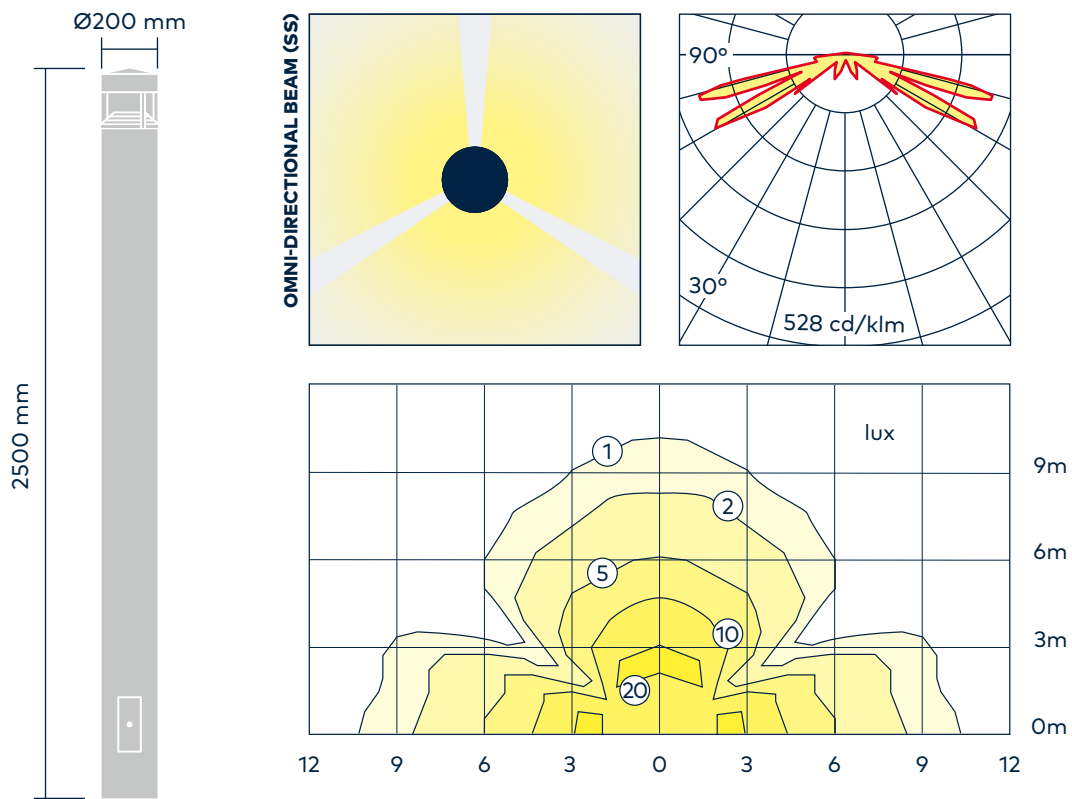 Ø200 mm
2500 mm
OMNI-DIRECTIONAL BEAM (SS)
90°
30°
528 cd/klm
lux
1
2
5
10
20
9m
6m
3m
0m
12 9 6 3 0 3 6 9 12